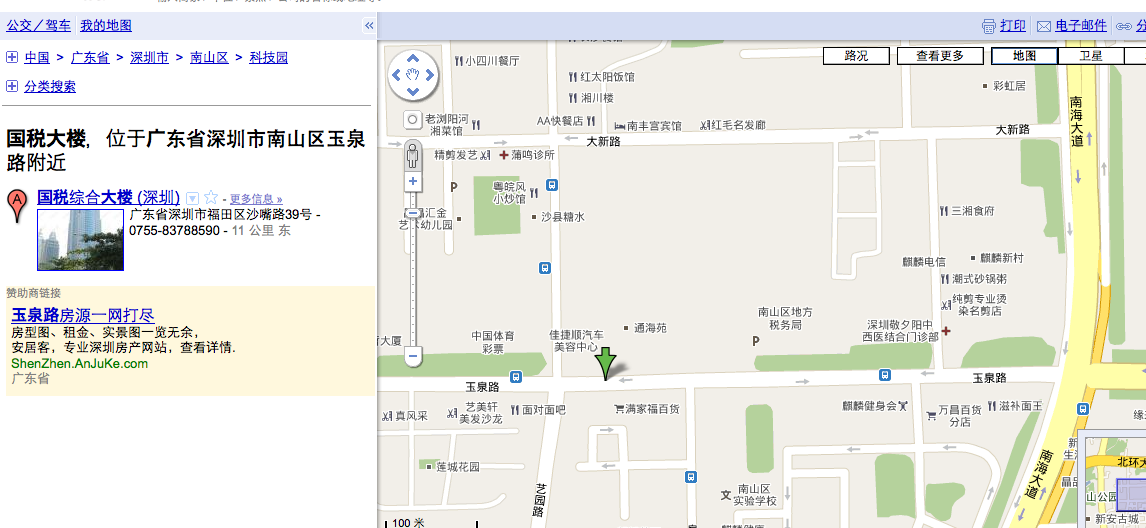 公交／驾车 我的地图
«
打印 电子邮件
中国 > 广东省 > 深圳市 > 南山区 > 科技园
分类搜索
国税大楼，位于广东省深圳市南山区玉泉
路附近
A
国税综合大楼 (深圳) - 更多信息 »
广东省深圳市福田区沙嘴路39号 -
0755-83788590 - 11 公里 东
赞助商链接
玉泉路房源一网打尽
房型图、租金、实景图一览无余，
安居客，专业深圳房产网站，查看详情.
ShenZhen.AnJuKe.com
广东省
路况
查看更多
地图
卫星
小四川餐厅
红太阳饭馆
湘川楼
彩虹居
老浏阳河
湘菜馆
AA快餐店
南丰宫宾馆
红毛名发廊
大新路
大新路
南海大道
精剪发艺
蒲鸣诊所
P
粤皖风
小炒馆
汇金
幼儿园
沙县糖水
三湘食府
麒麟电信
麒麟新村
潮式砂锅粥
纯剪专业烫
染名剪店
南山区地方
税务局
深圳敬夕阳中
西医结合门诊部
P
通海苑
佳捷顺汽车
美容中心
中国体育
彩票
大厦
玉泉路
玉泉路
真风采
艺美轩
美发沙龙
面对面吧
满家福百货
麒麟健身会
万昌百货
分店
滋补面王
莲城花园
艺园路
南山区
实验学校
南海大道
北环大
山公园
新安古城
100 米